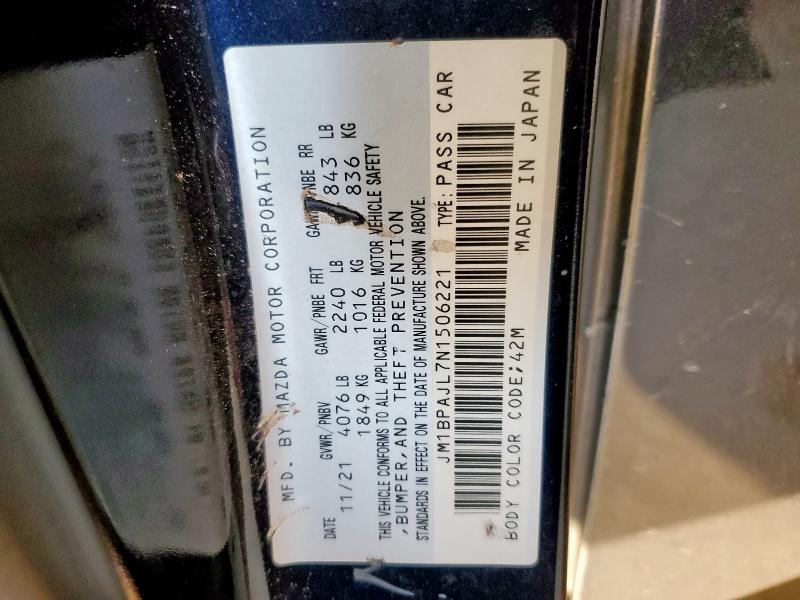 MFD. BY MAZDA MOTOR CORPORATION
DATE GVWR/PNBV GAWR/PNBE FRT RR
11/21 4076 LB 2240 LB 843 LB
1849 KG 1016 KG 836 KG
THIS VEHICLE CONFORMS TO ALL APPLICABLE FEDERAL MOTOR VEHICLE SAFETY
,BUMPER, AND THEFT PREVENTION
STANDARDS IN EFFECT ON THE DATE OF MANUFACTURE SHOWN ABOVE.
JM1BPAJL7N1506221 TYPE: PASS CAR
BODY COLOR CODE;42M MADE IN JAPAN